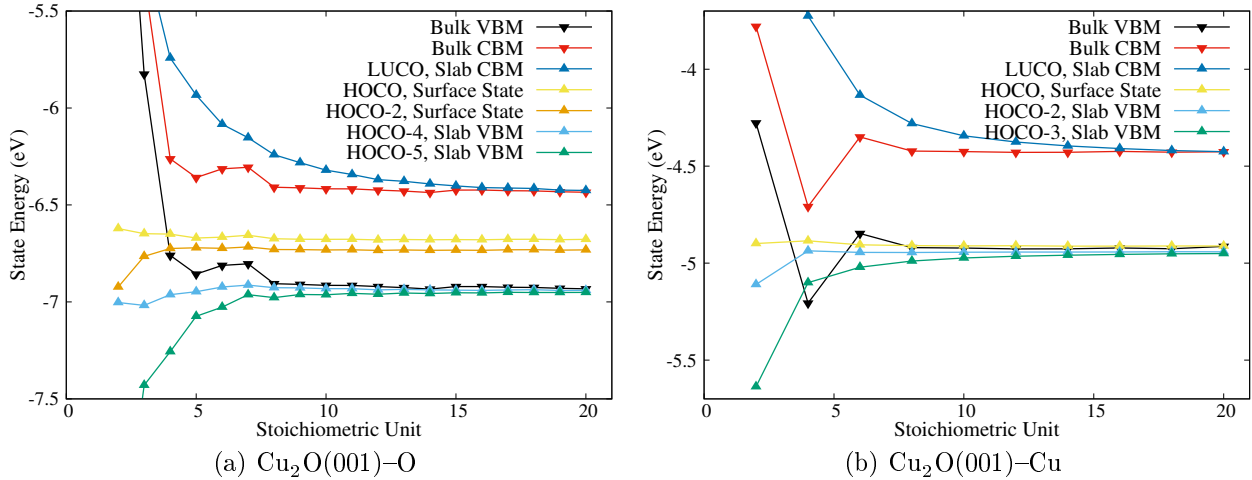 -5.5
-6
-6.5
-7
-7.5
State Energy (eV)
Bulk VBM
Bulk CBM
LUCO, Slab CBM
HOCO, Surface State
HOCO-2, Surface State
HOCO-4, Slab VBM
HOCO-5, Slab VBM
0 5 10 15 20
Stoichiometric Unit
(a) Cu₂O(001)–O
-4
-4.5
-5
-5.5
State Energy (eV)
Bulk VBM
Bulk CBM
LUCO, Slab CBM
HOCO, Surface State
HOCO-2, Slab VBM
HOCO-3, Slab VBM
0 5 10 15 20
Stoichiometric Unit
(b) Cu₂O(001)–Cu